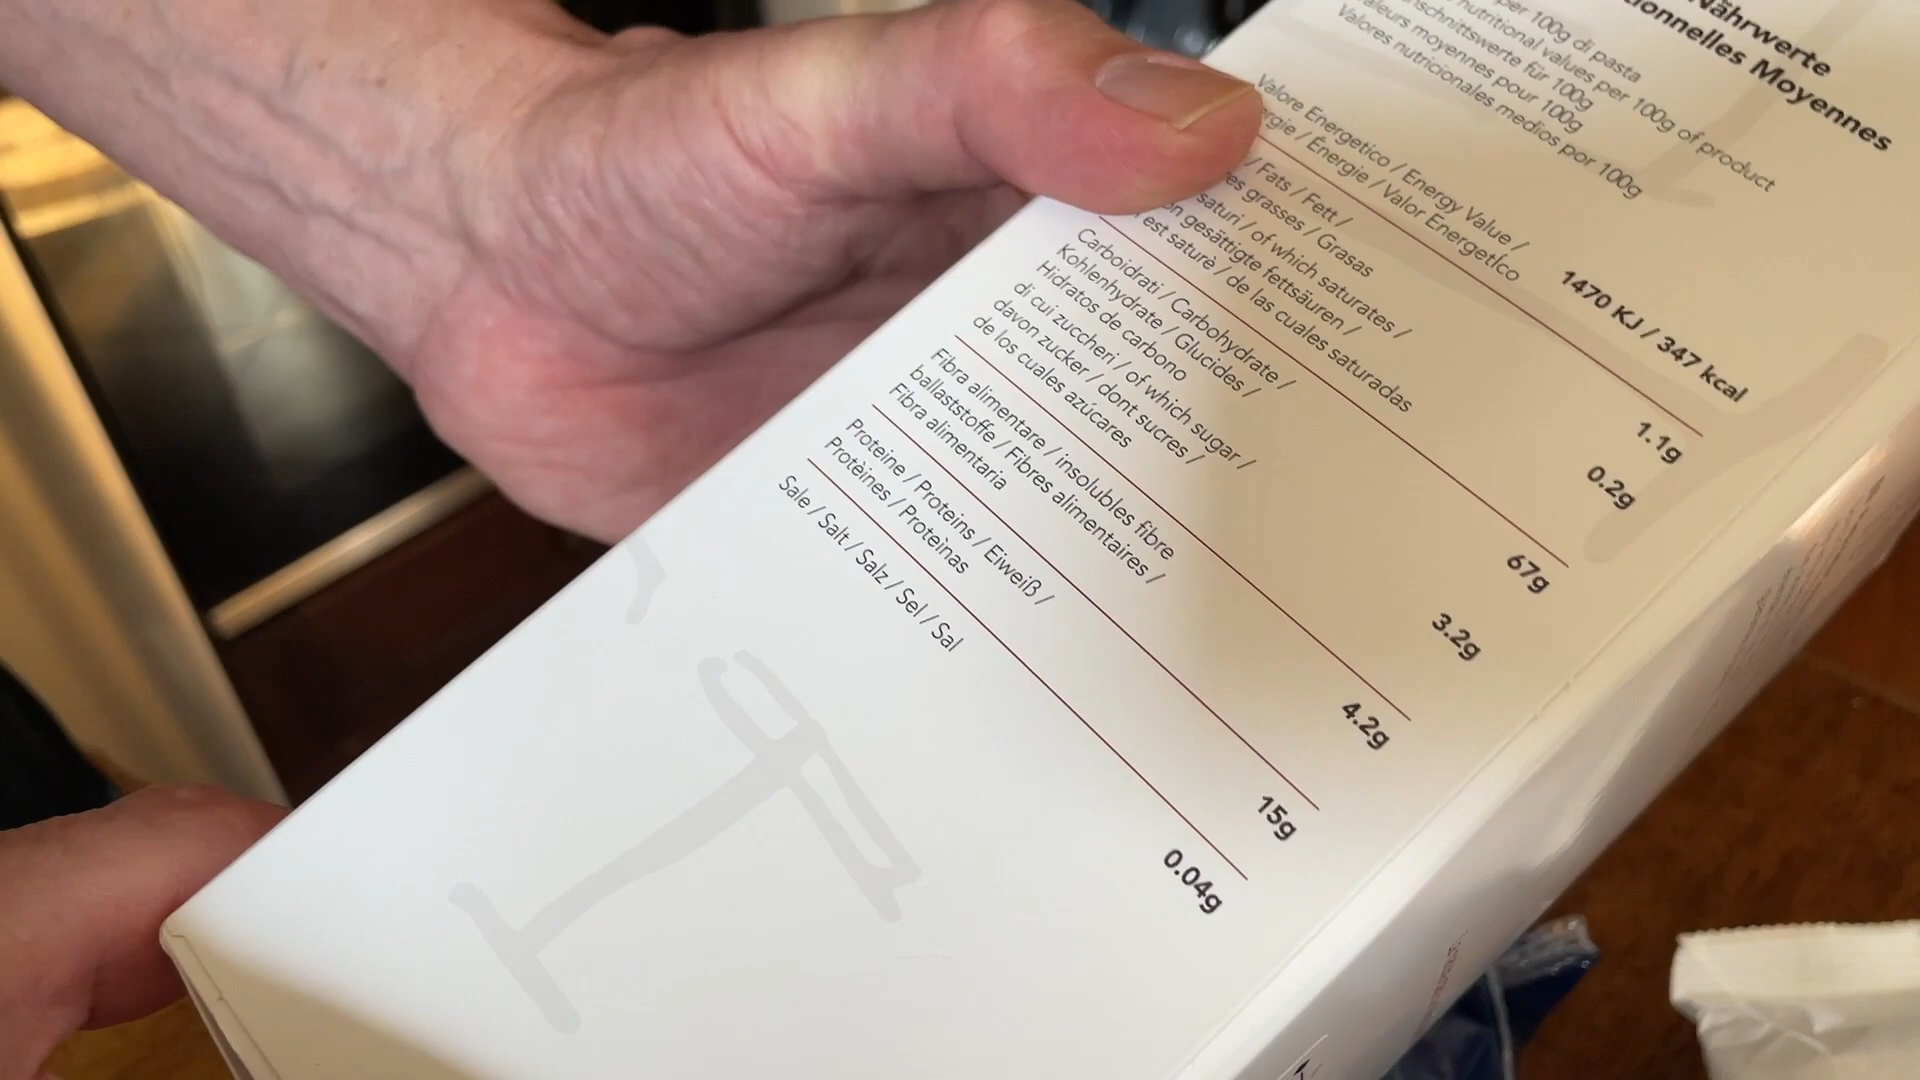 Nährwerte
tionnelles Moyennes
per 100g di pasta
nutritional values per 100g of product
rschnittswerte für 100g
aleurs moyennes pour 100g
Valores nutricionales medios por 100g
Valore Energetico / Energy Value /
ergie / Énergie / Valor Energetíco
1470 KJ / 347 kcal
/ Fats / Fett /
es grasses / Grasas
1.1g
saturi / of which saturates /
on gesättigte fettsäuren /
est saturè / de las cuales saturadas
0.2g
Carboidrati / Carbohydrate /
Kohlenhydrate / Glucides /
Hidratos de carbono
67g
di cui zuccheri / of which sugar /
davon zucker / dont sucres /
de los cuales azúcares
3.2g
Fibra alimentare / insolubles fibre
ballaststoffe / Fibres alimentaires /
Fibra alimentaria
4.2g
Proteine / Proteins / Eiweiß /
Protèines / Proteìnas
15g
Sale / Salt / Salz / Sel / Sal
0.04g